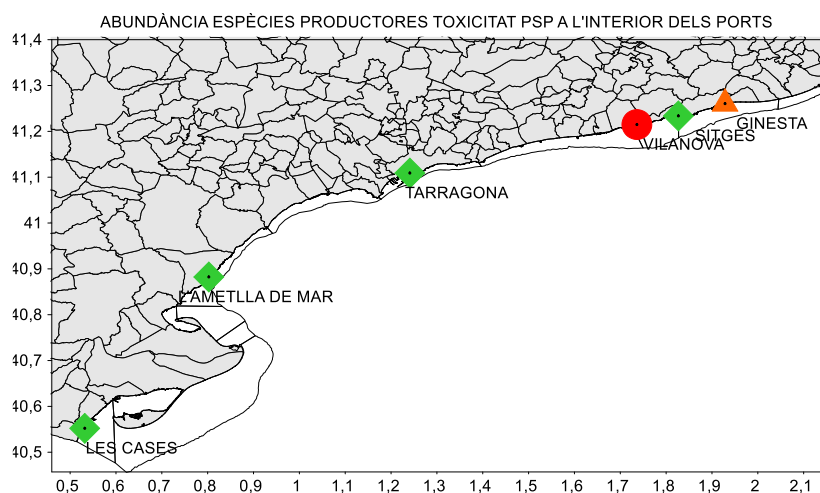 ABUNDÀNCIA ESPÈCIES PRODUCTORES TOXICITAT PSP A L'INTERIOR DELS PORTS
41,4
41,3
41,2
41,1
41
40,9
40,8
40,7
40,6
40,5
GINESTA
SITGES
VILANOVA
TARRAGONA
L'AMETLLA DE MAR
LES CASES
0,5 0,6 0,7 0,8 0,9 1 1,1 1,2 1,3 1,4 1,5 1,6 1,7 1,8 1,9 2 2,1